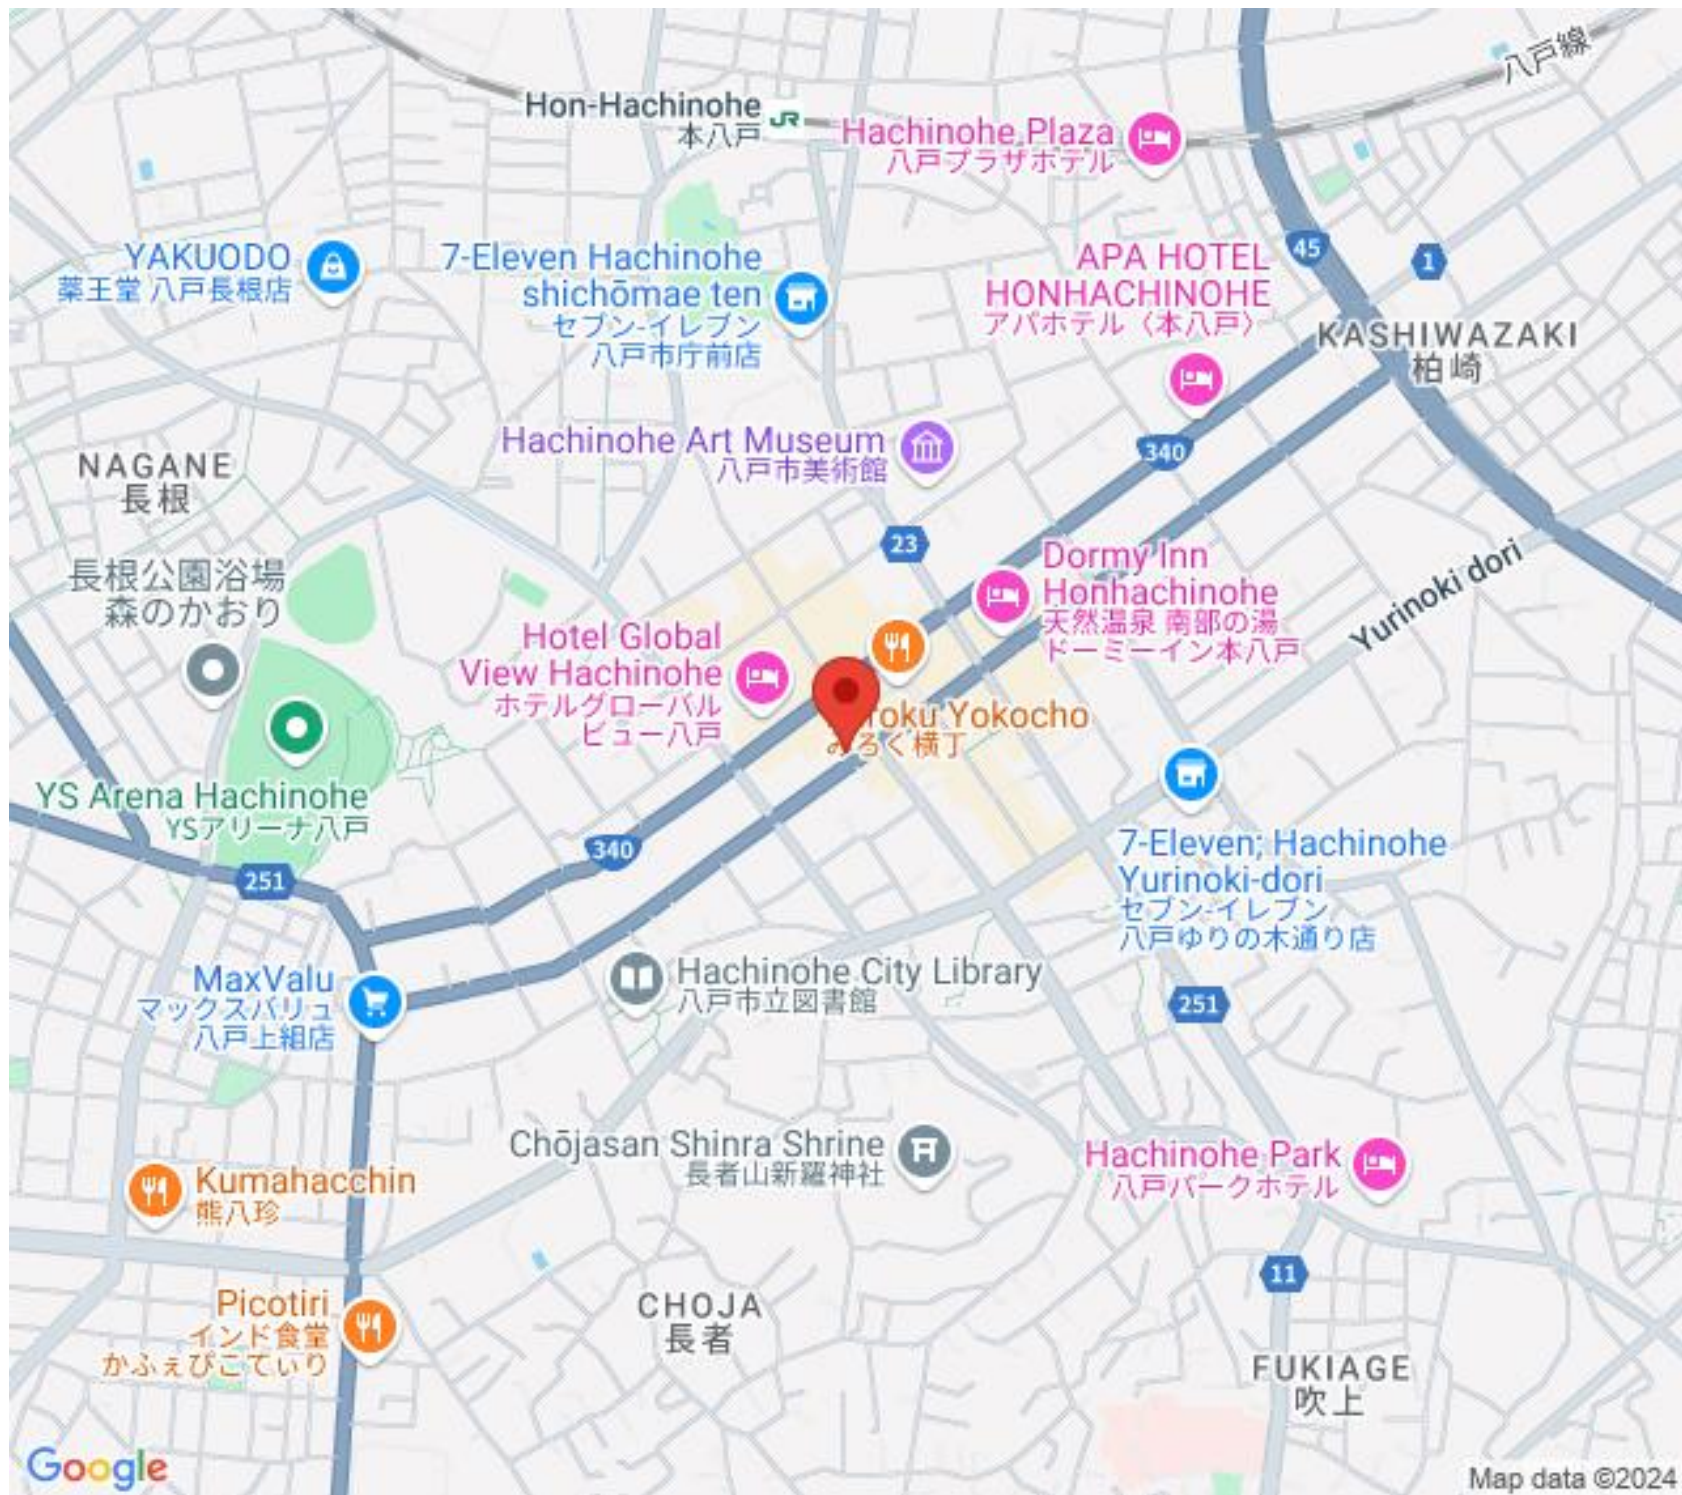 八戸線
Hon-Hachinohe
本八戸
JR
Hachinohe Plaza
八戸プラザホテル
YAKUODO
薬王堂 八戸長根店
7-Eleven Hachinohe
shichōmae ten
セブン-イレブン
八戸市庁前店
APA HOTEL
HONHACHINOHE
アパホテル〈本八戸〉
45
1
KASHIWAZAKI
柏崎
340
Hachinohe Art Museum
八戸市美術館
NAGANE
長根
23
長根公園浴場
森のかおり
Dormy Inn
Honhachinohe
天然温泉 南部の湯
ドーミーイン本八戸
Yurinoki dori
Hotel Global
View Hachinohe
ホテルグローバル
ビュー八戸
roku Yokocho
みろく横丁
YS Arena Hachinohe
YSアリーナ八戸
340
251
7-Eleven; Hachinohe
Yurinoki-dori
セブン-イレブン
八戸ゆりの木通り店
MaxValu
マックスバリュ
八戸上組店
Hachinohe City Library
八戸市立図書館
251
Chōjasan Shinra Shrine
長者山新羅神社
Hachinohe Park
八戸パークホテル
Kumahacchin
熊八珍
11
Picotiri
インド食堂
かふぇぴこてぃり
CHOJA
長者
FUKIAGE
吹上
Google
Map data ©2024